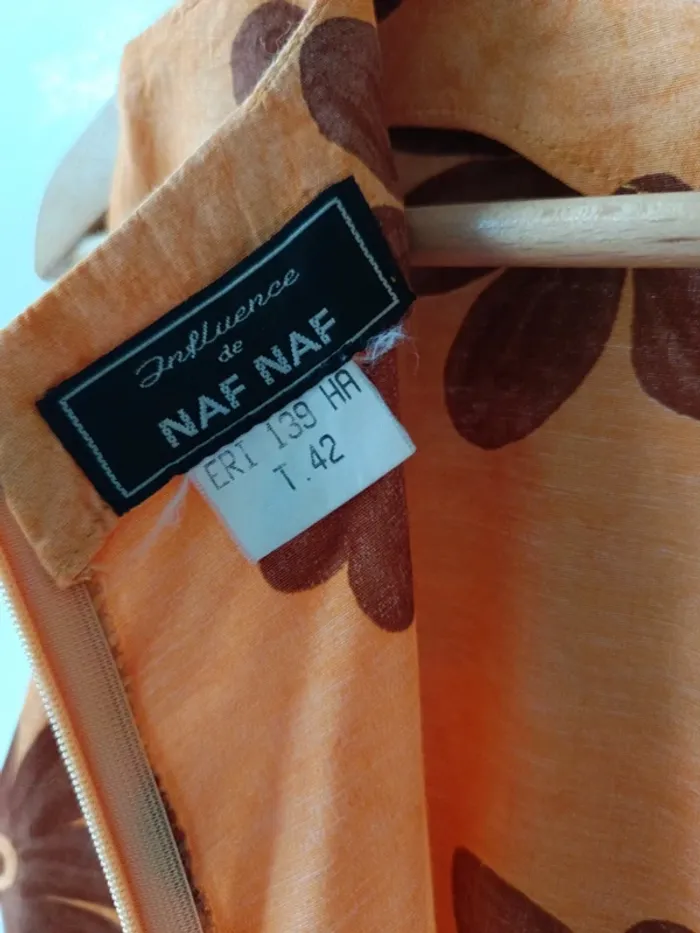 Influence
de
NAF NAF
ERI 139 HA
T.42